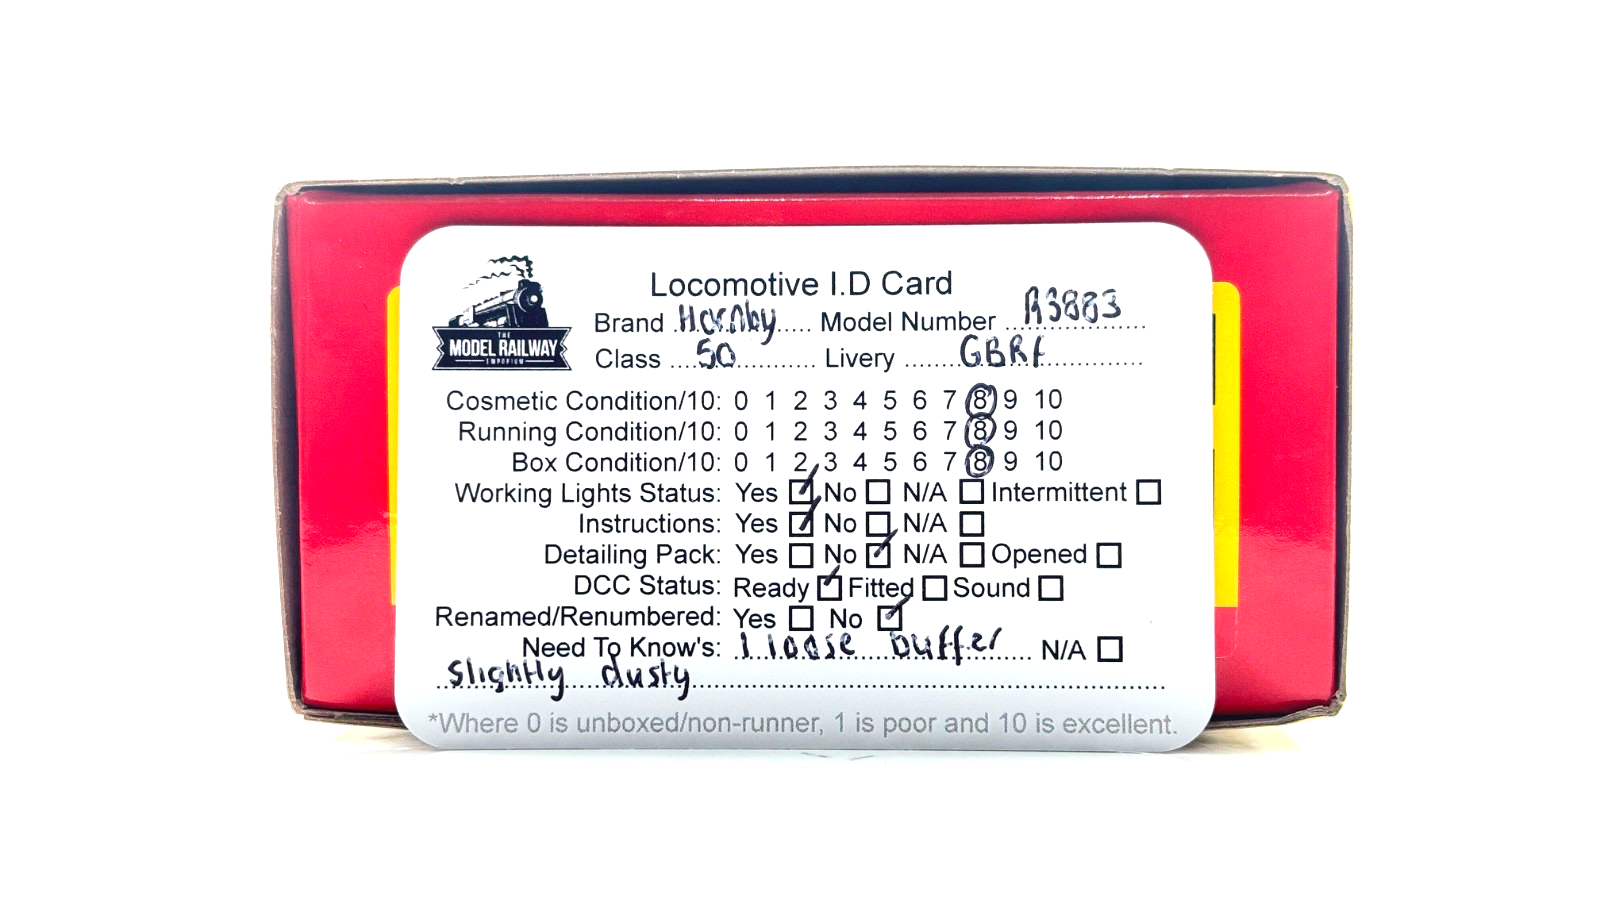 THE
MODEL RAILWAY
EMPORIUM
Locomotive I.D Card
Brand Hornby Model Number R3883
Class 50 Livery GBRf
Cosmetic Condition/10: 0 1 2 3 4 5 6 7 8 9 10
Running Condition/10: 0 1 2 3 4 5 6 7 8 9 10
Box Condition/10: 0 1 2 3 4 5 6 7 8 9 10
Working Lights Status: Yes No N/A Intermittent
Instructions: Yes No N/A
Detailing Pack: Yes No N/A Opened
DCC Status: Ready Fitted Sound
Renamed/Renumbered: Yes No
Need To Know's: 1 loose buffer N/A
Slightly dusty
*Where 0 is unboxed/non-runner, 1 is poor and 10 is excellent.